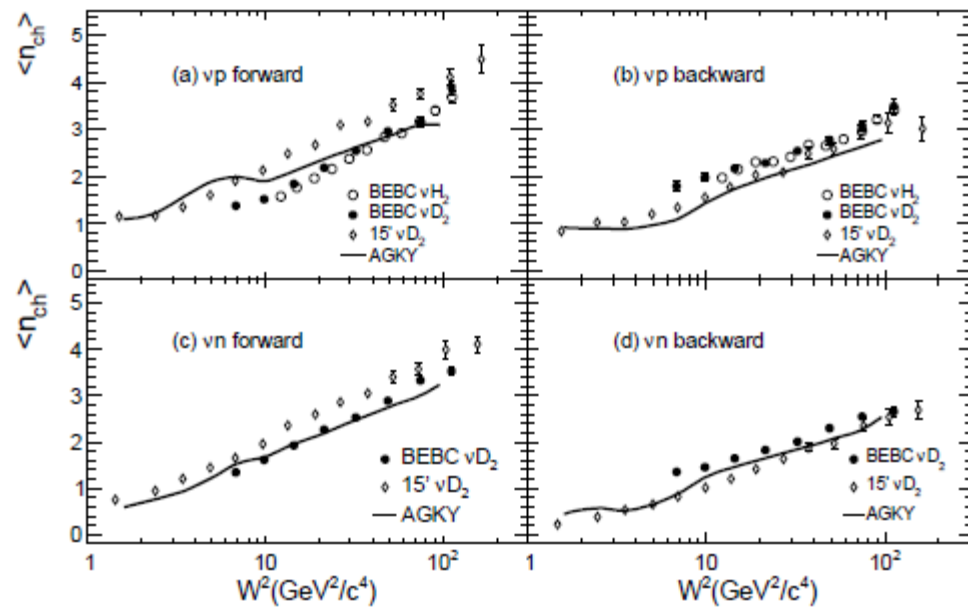 <n_ch>
5
4
3
2
1
0
(a) νp forward
BEBC νH₂
BEBC νD₂
15' νD₂
AGKY
(b) νp backward
BEBC νH₂
BEBC νD₂
15' νD₂
AGKY
<n_ch>
5
4
3
2
1
0
(c) νn forward
BEBC νD₂
15' νD₂
AGKY
(d) νn backward
BEBC νD₂
15' νD₂
AGKY
1 10 10² 1 10 10²
W²(GeV²/c⁴) W²(GeV²/c⁴)